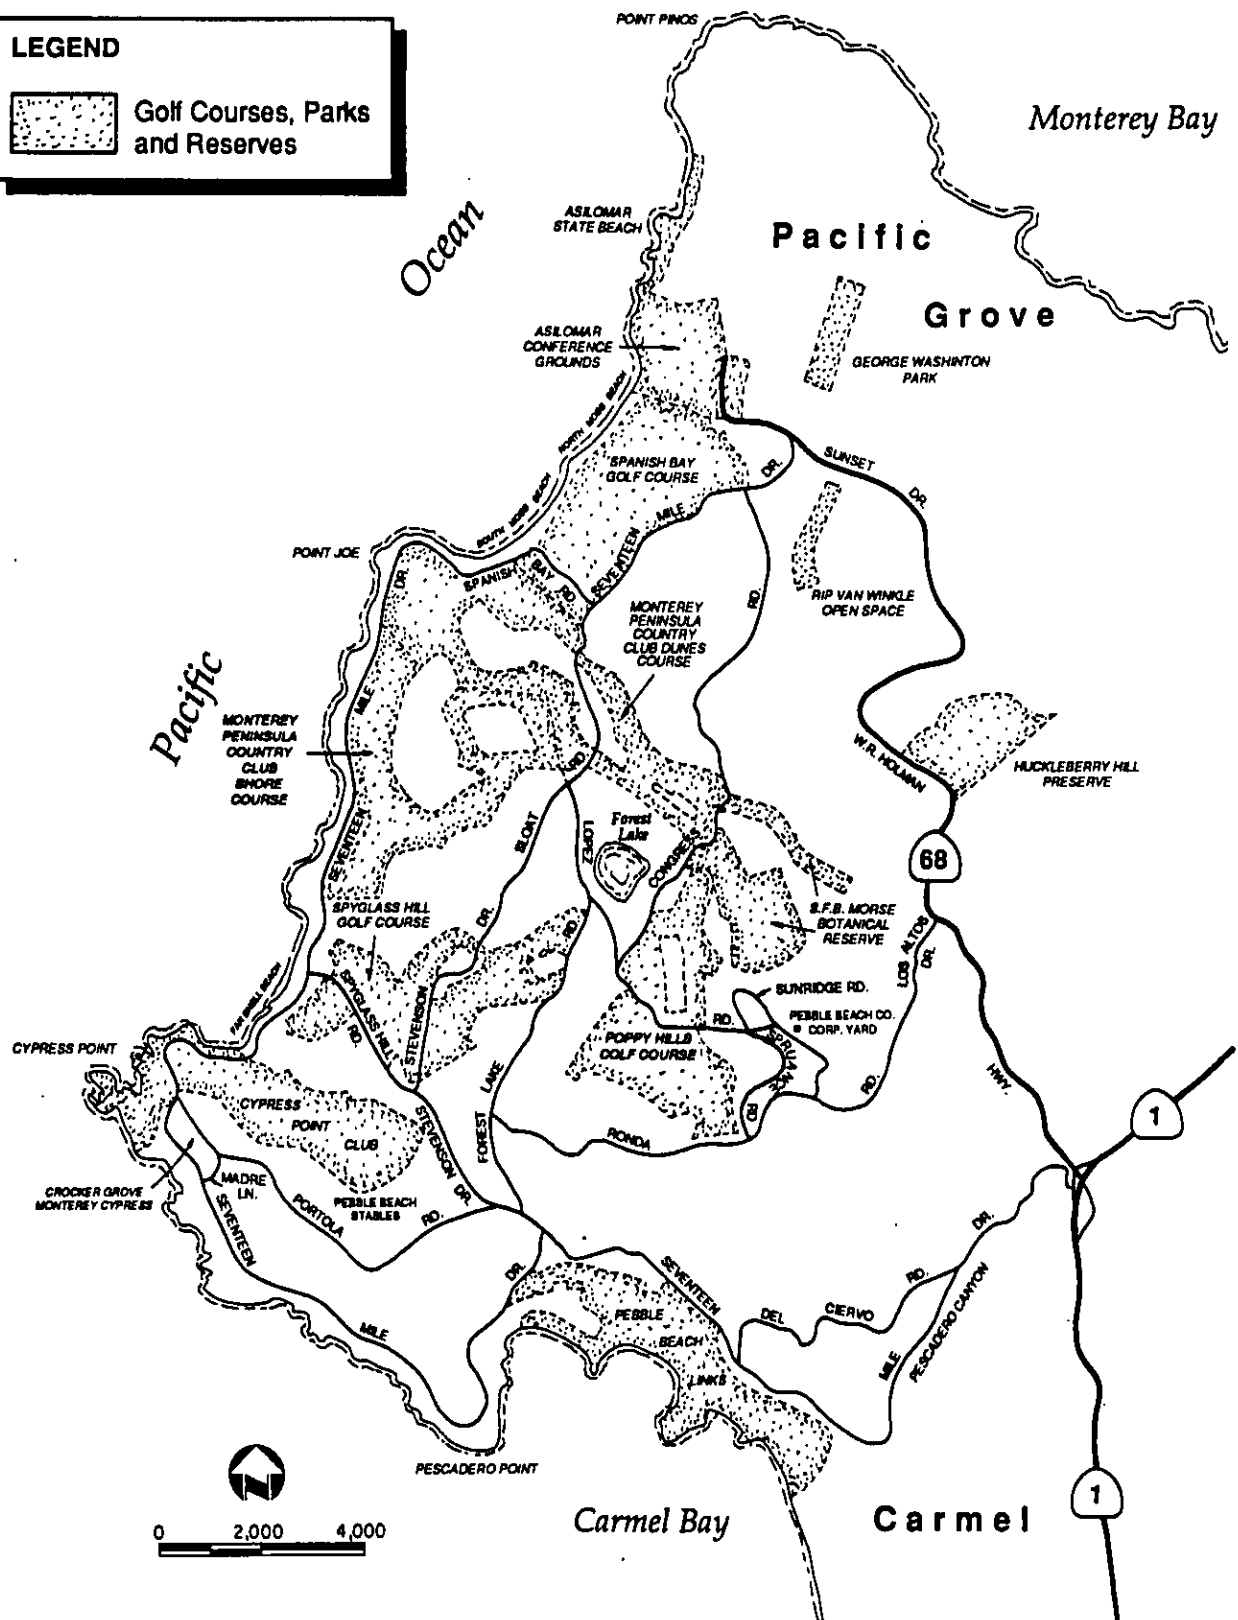 POINT PINOS
LEGEND
Golf Courses, Parks
and Reserves
Monterey Bay
ASILOMAR
STATE BEACH
Ocean
Pacific
Grove
ASILOMAR
CONFERENCE
GROUNDS
GEORGE WASHINTON
PARK
NORTH MOSS BEACH
SOUTH MOSS BEACH
SPANISH BAY
GOLF COURSE
SUNSET
DR.
SEVENTEEN
MILE
DR.
POINT JOE
SPANISH
BAY
RD.
RD.
RIP VAN WINKLE
OPEN SPACE
MONTEREY
PENINSULA
COUNTRY
CLUB DUNES
COURSE
Pacific
SEVENTEEN
MILE
DR.
MONTEREY
PENINSULA
COUNTRY
CLUB
SHORE
COURSE
W.R. HOLMAN
HUCKLEBERRY HILL
PRESERVE
SLOAT
RD.
LOPEZ
Forest
Lake
CONGRESS
68
S.F.B. MORSE
BOTANICAL
RESERVE
SPYGLASS HILL
GOLF COURSE
STEVENSON
DR.
RD.
LOS ALTOS
DR.
SUNRIDGE RD.
PEBBLE BEACH CO.
CORP. YARD
FAN SHELL BEACH
SPYGLASS HILL
RD.
RD.
SPRUANCE
RD
POPPY HILLS
GOLF COURSE
CYPRESS POINT
CYPRESS
POINT
CLUB
FOREST
LAKE
RONDA
RD.
HWY
1
CROCKER GROVE
MONTEREY CYPRESS
MADRE
LN.
STEVENSON DR.
PEBBLE BEACH
STABLES
PORTOLA
RD.
SEVENTEEN
MILE
DR.
SEVENTEEN
MILE
DR.
PEBBLE
BEACH
LINKS
DEL
CIERVO
RD.
PESCADERO CANYON
PESCADERO POINT
N
0 2,000 4,000
Carmel Bay
Carmel
1